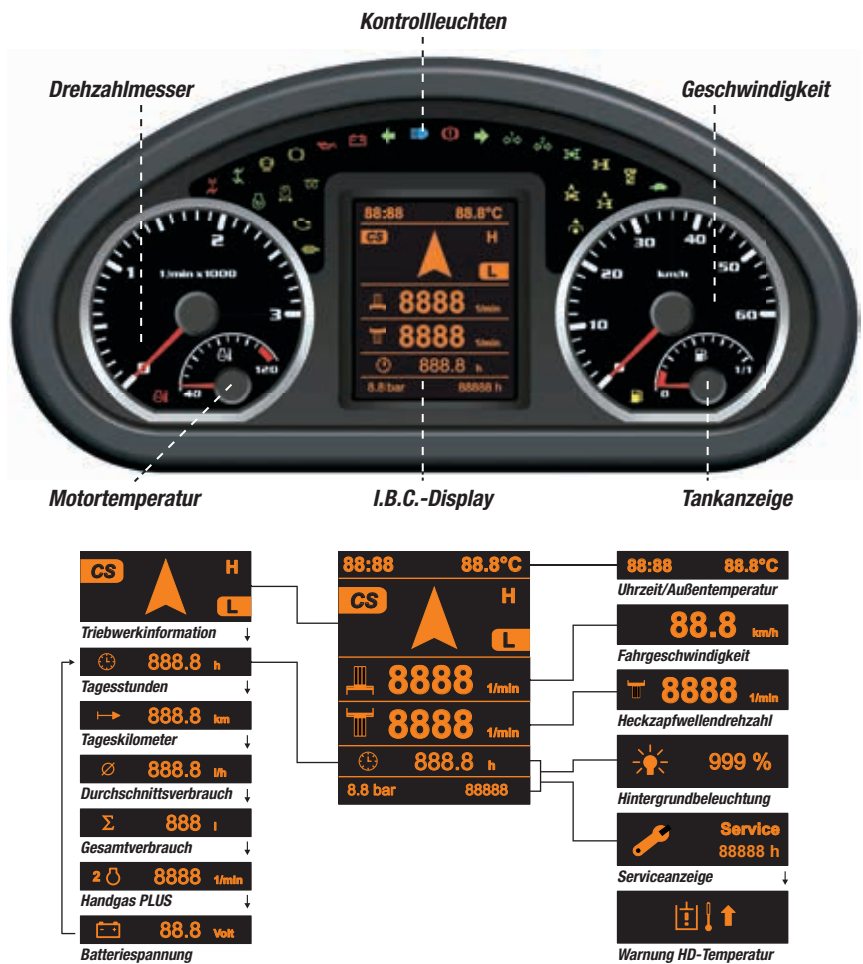 Kontrollleuchten
Drehzahlmesser
Geschwindigkeit
1
2
3
1/min x 1000
40
120
88:88 88.8°C
CS H
L
8888 1/min
8888 1/min
888.8 h
8.8 bar 88888 h
0
10
20
30
40
50
60
km/h
0
1/1
Motortemperatur
I.B.C.-Display
Tankanzeige
CS H
L
Triebwerkinformation ↓
888.8 h
Tagesstunden ↓
888.8 km
Tageskilometer ↓
Ø 888.8 l/h
Durchschnittsverbrauch ↓
Σ 888 l
Gesamtverbrauch ↓
2 8888 1/min
Handgas PLUS ↓
88.8 Volt
Batteriespannung
88:88 88.8°C
CS H
L
8888 1/min
8888 1/min
888.8 h
8.8 bar 88888
88:88 88.8°C
Uhrzeit/Außentemperatur
88.8 km/h
Fahrgeschwindigkeit
8888 1/min
Heckzapfwellendrehzahl
999 %
Hintergrundbeleuchtung
Service
88888 h
Serviceanzeige ↓
Warnung HD-Temperatur